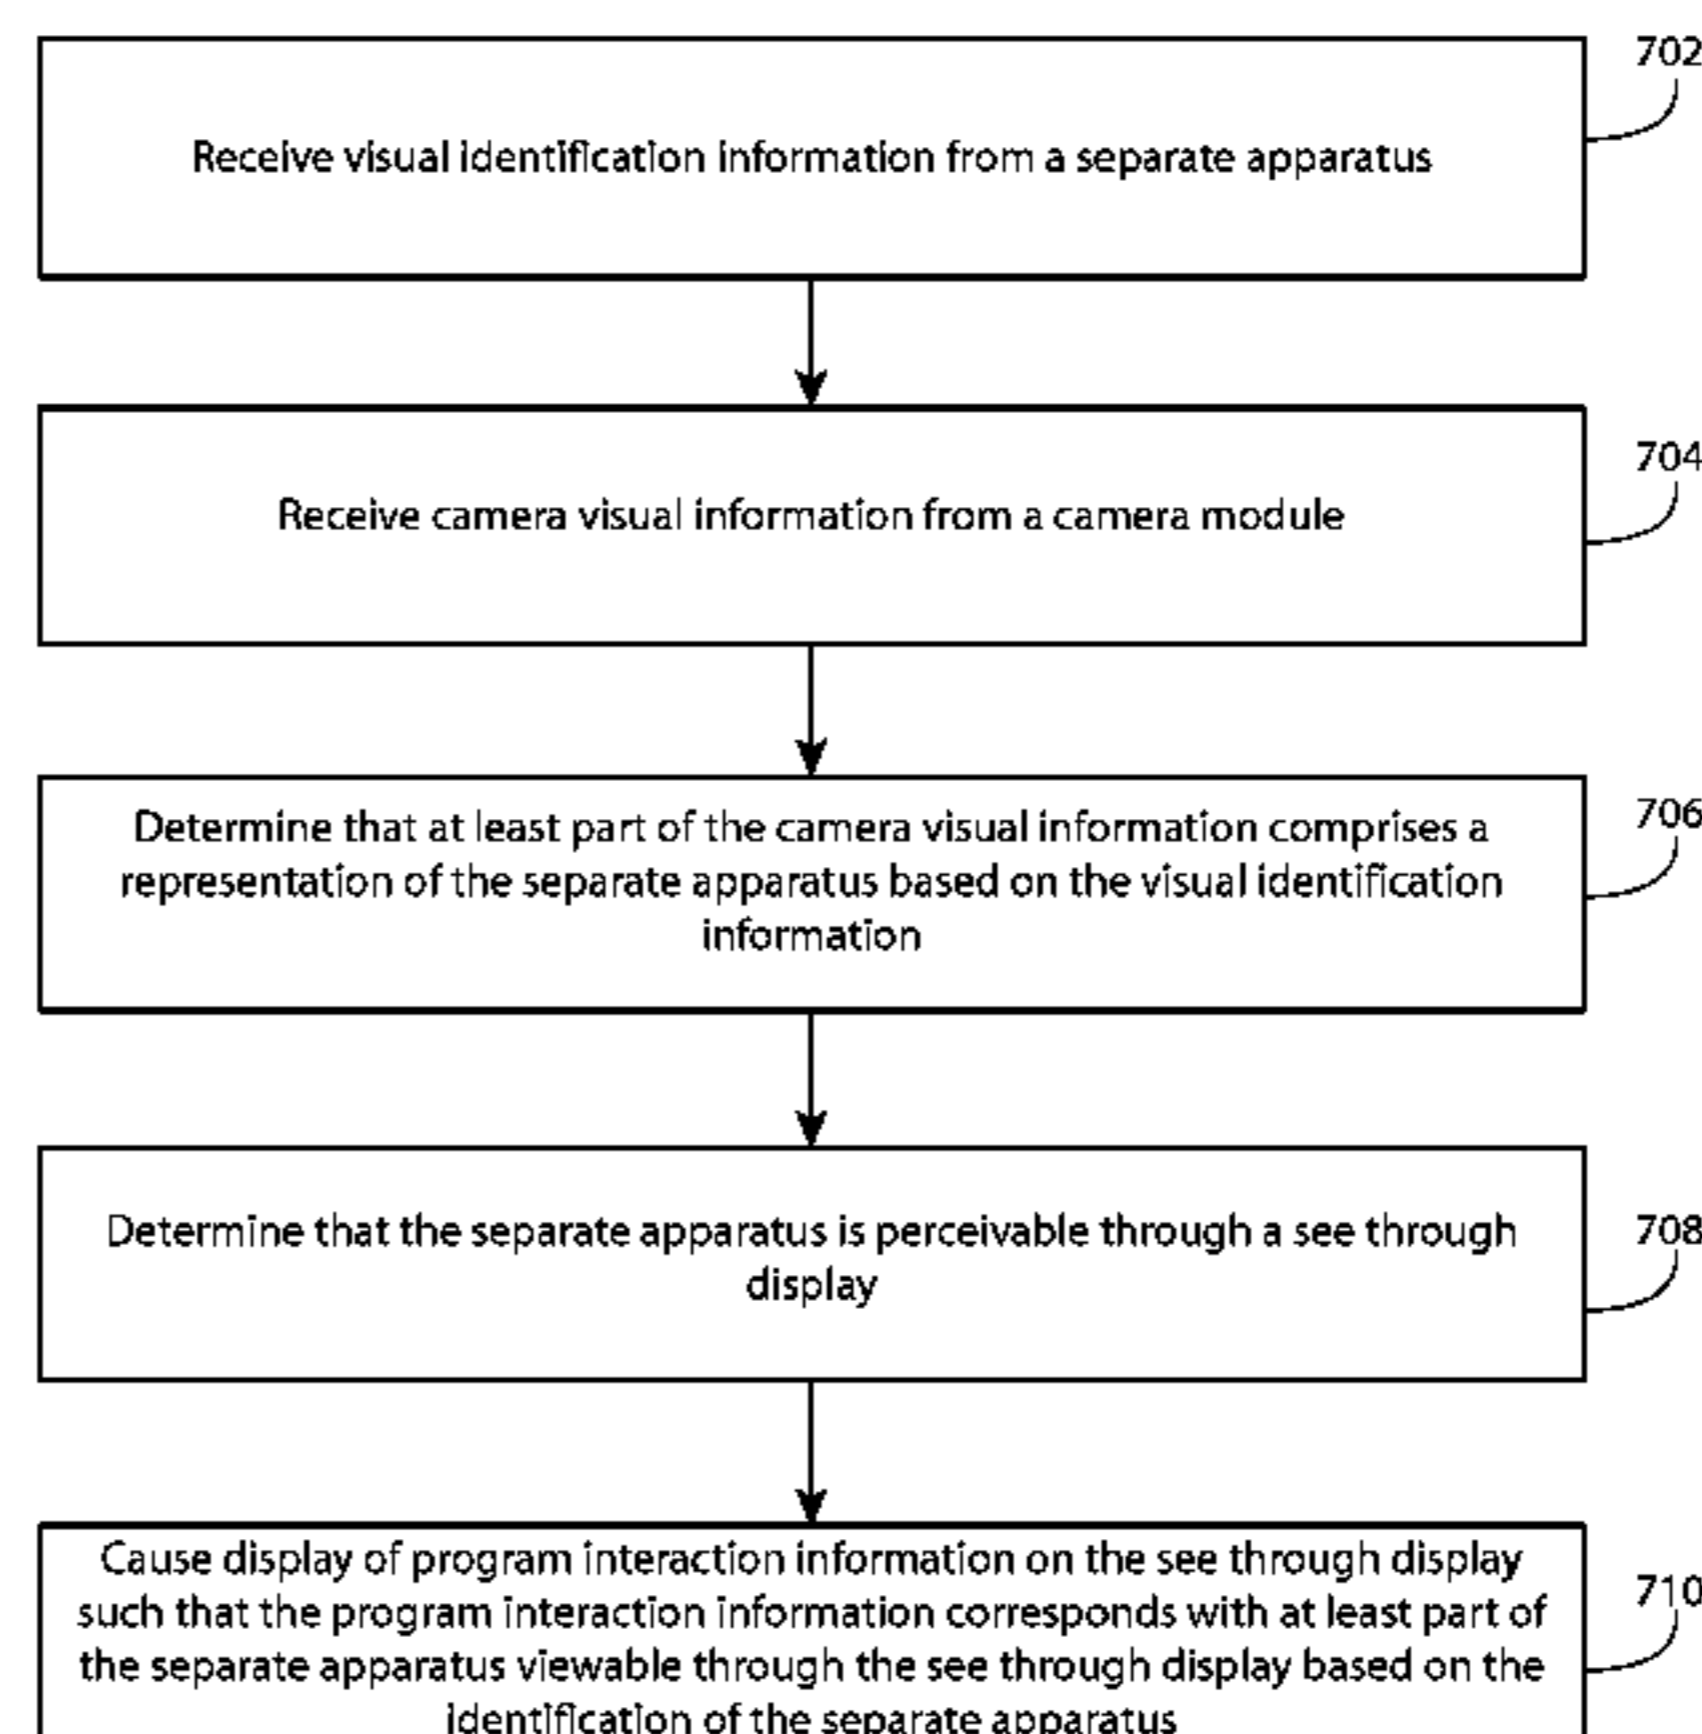 702
Receive visual identification information from a separate apparatus
704
Receive camera visual information from a camera module
706
Determine that at least part of the camera visual information comprises a
representation of the separate apparatus based on the visual identification
information
708
Determine that the separate apparatus is perceivable through a see through
display
710
Cause display of program interaction information on the see through display
such that the program interaction information corresponds with at least part of
the separate apparatus viewable through the see through display based on the
identification of the separate apparatus